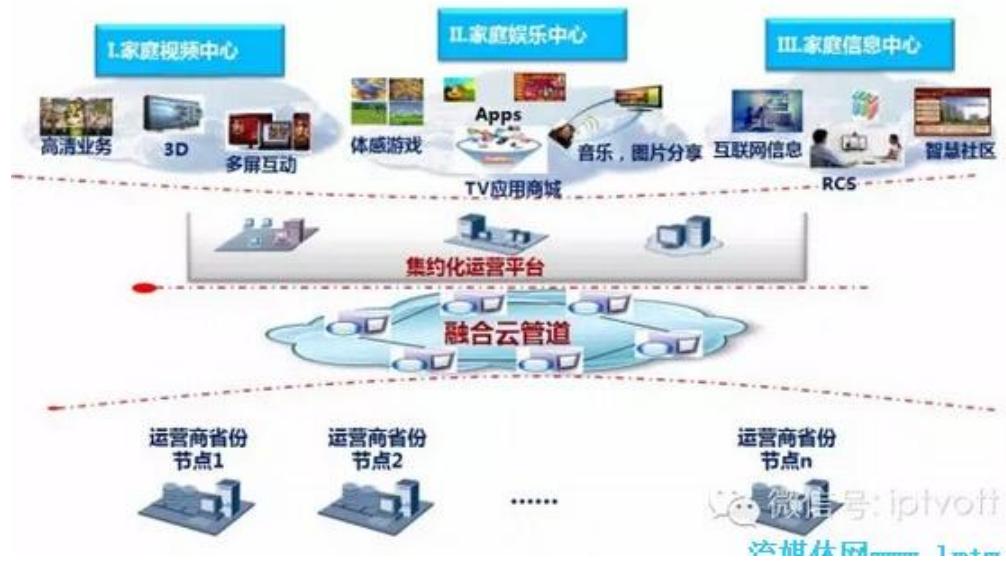 I.家庭视频中心
II.家庭娱乐中心
III.家庭信息中心
高清业务
3D
多屏互动
体感游戏
Apps
TV应用商城
音乐，图片分享
互联网信息
RCS
智慧社区
集约化运营平台
融合云管道
运营商省份
节点1
运营商省份
节点2
......
运营商省份
节点n
微信号: iptvott